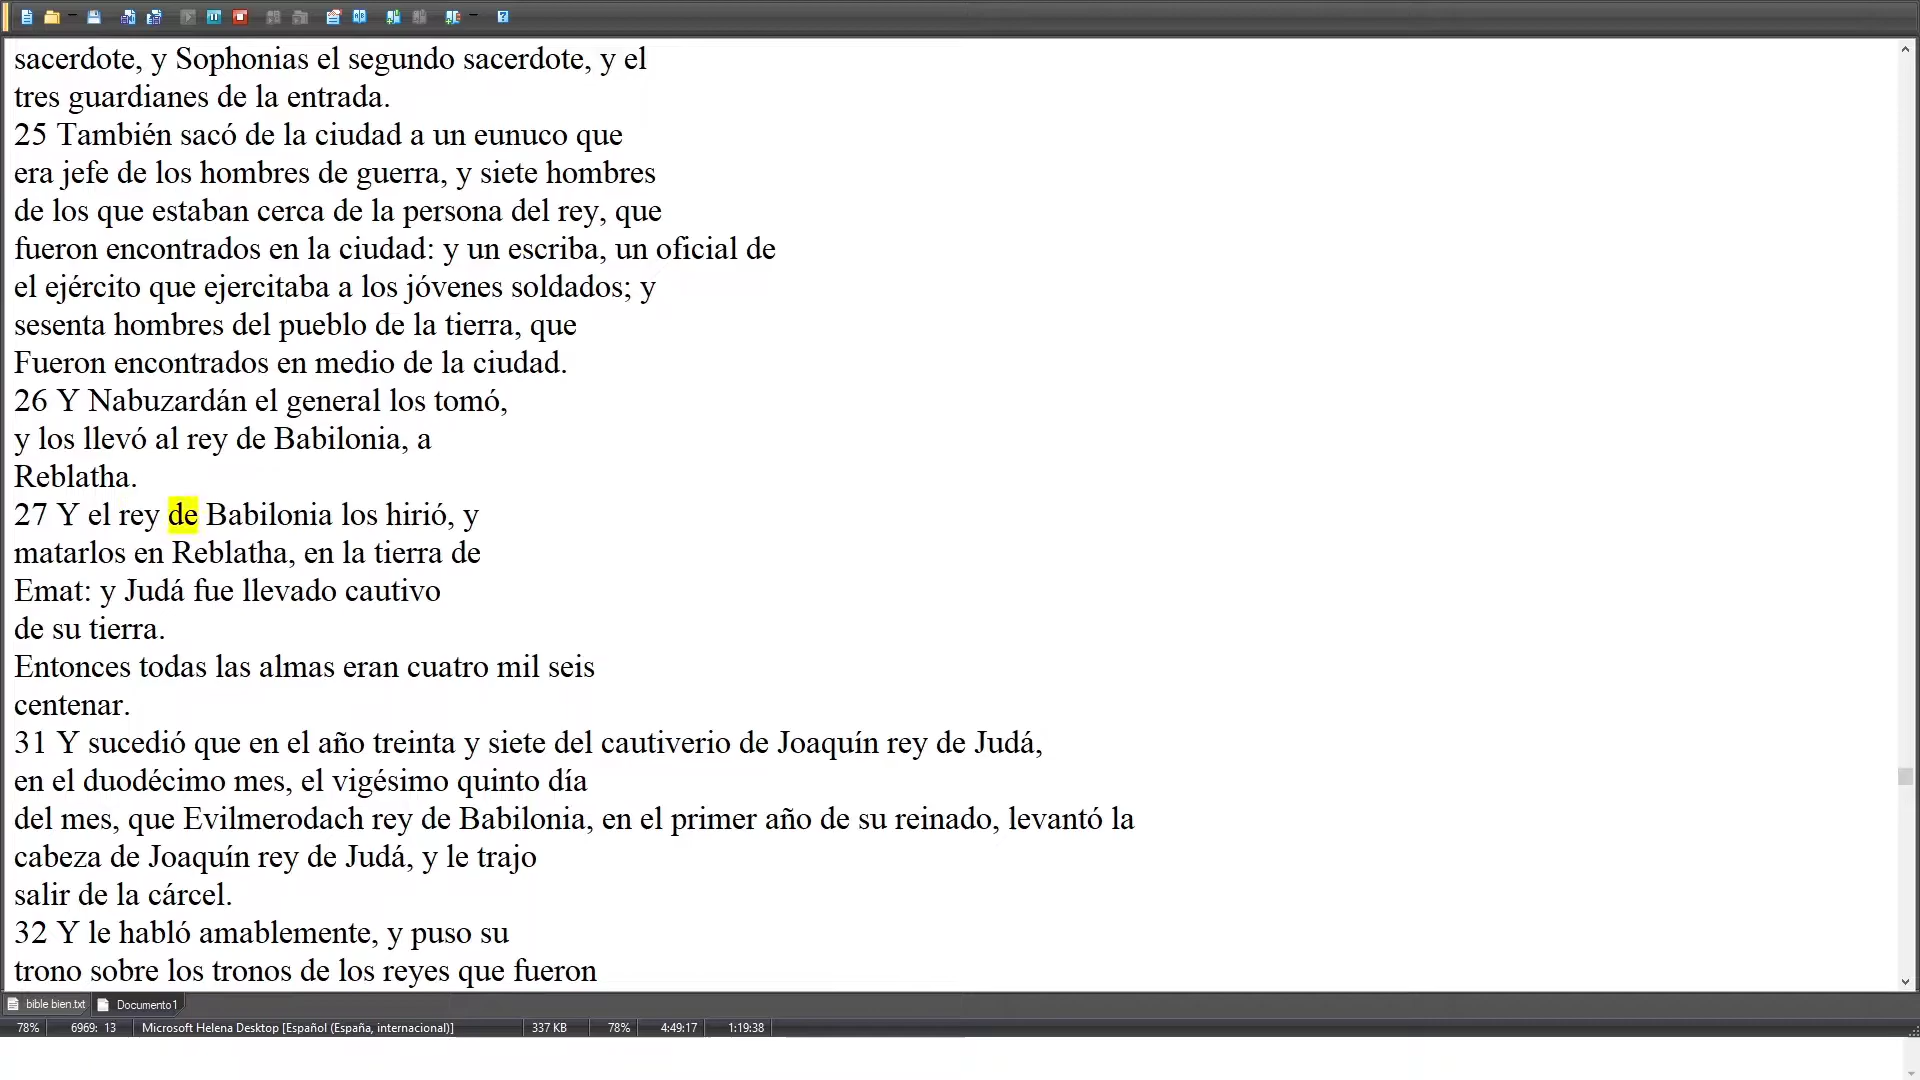 sacerdote, y Sophonias el segundo sacerdote, y el
tres guardianes de la entrada.
25 También sacó de la ciudad a un eunuco que
era jefe de los hombres de guerra, y siete hombres
de los que estaban cerca de la persona del rey, que
fueron encontrados en la ciudad: y un escriba, un oficial de
el ejército que ejercitaba a los jóvenes soldados; y
sesenta hombres del pueblo de la tierra, que
Fueron encontrados en medio de la ciudad.
26 Y Nabuzardán el general los tomó,
y los llevó al rey de Babilonia, a
Reblatha.
27 Y el rey de Babilonia los hirió, y
matarlos en Reblatha, en la tierra de
Emat: y Judá fue llevado cautivo
de su tierra.
Entonces todas las almas eran cuatro mil seis
centenar.
31 Y sucedió que en el año treinta y siete del cautiverio de Joaquín rey de Judá,
en el duodécimo mes, el vigésimo quinto día
del mes, que Evilmerodach rey de Babilonia, en el primer año de su reinado, levantó la
cabeza de Joaquín rey de Judá, y le trajo
salir de la cárcel.
32 Y le habló amablemente, y puso su
trono sobre los tronos de los reyes que fueron
bible bien.txt Documento1
78% 6969: 13 Microsoft Helena Desktop [Español (España, internacional)] 337 KB 78% 4:49:17 1:19:38